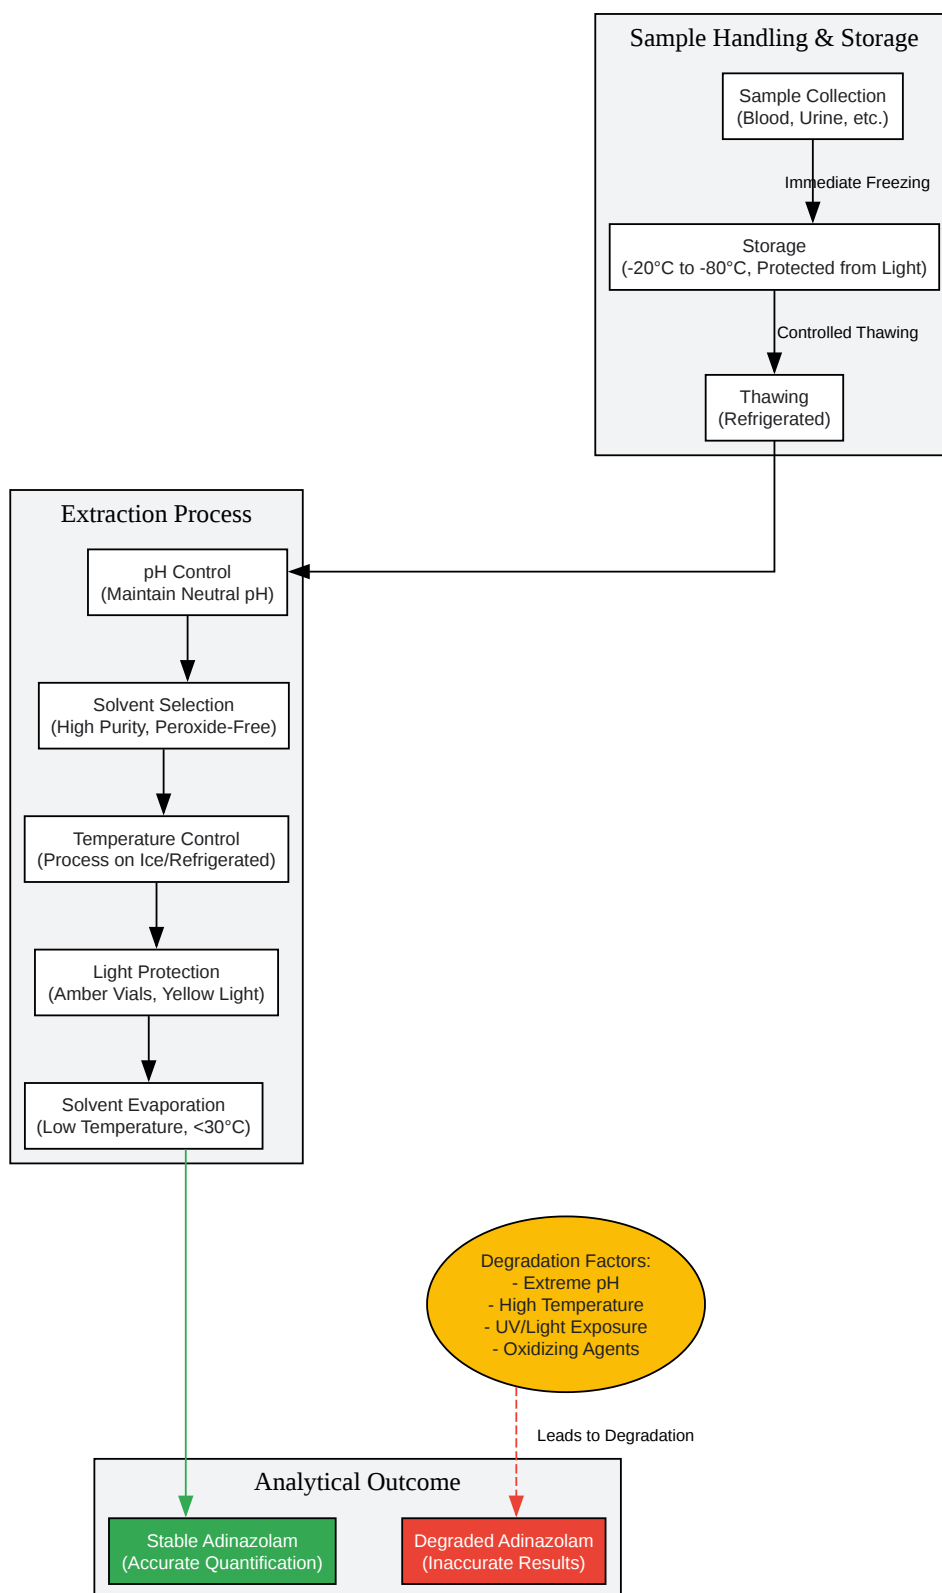 Sample Handling & Storage
Sample Collection
(Blood, Urine, etc.)
Immediate Freezing
Storage
(-20°C to -80°C, Protected from Light)
Controlled Thawing
Thawing
(Refrigerated)
Extraction Process
pH Control
(Maintain Neutral pH)
Solvent Selection
(High Purity, Peroxide-Free)
Temperature Control
(Process on Ice/Refrigerated)
Light Protection
(Amber Vials, Yellow Light)
Solvent Evaporation
(Low Temperature, <30°C)
Degradation Factors:
- Extreme pH
- High Temperature
- UV/Light Exposure
- Oxidizing Agents
Leads to Degradation
Analytical Outcome
Stable Adinazolam
(Accurate Quantification)
Degraded Adinazolam
(Inaccurate Results)